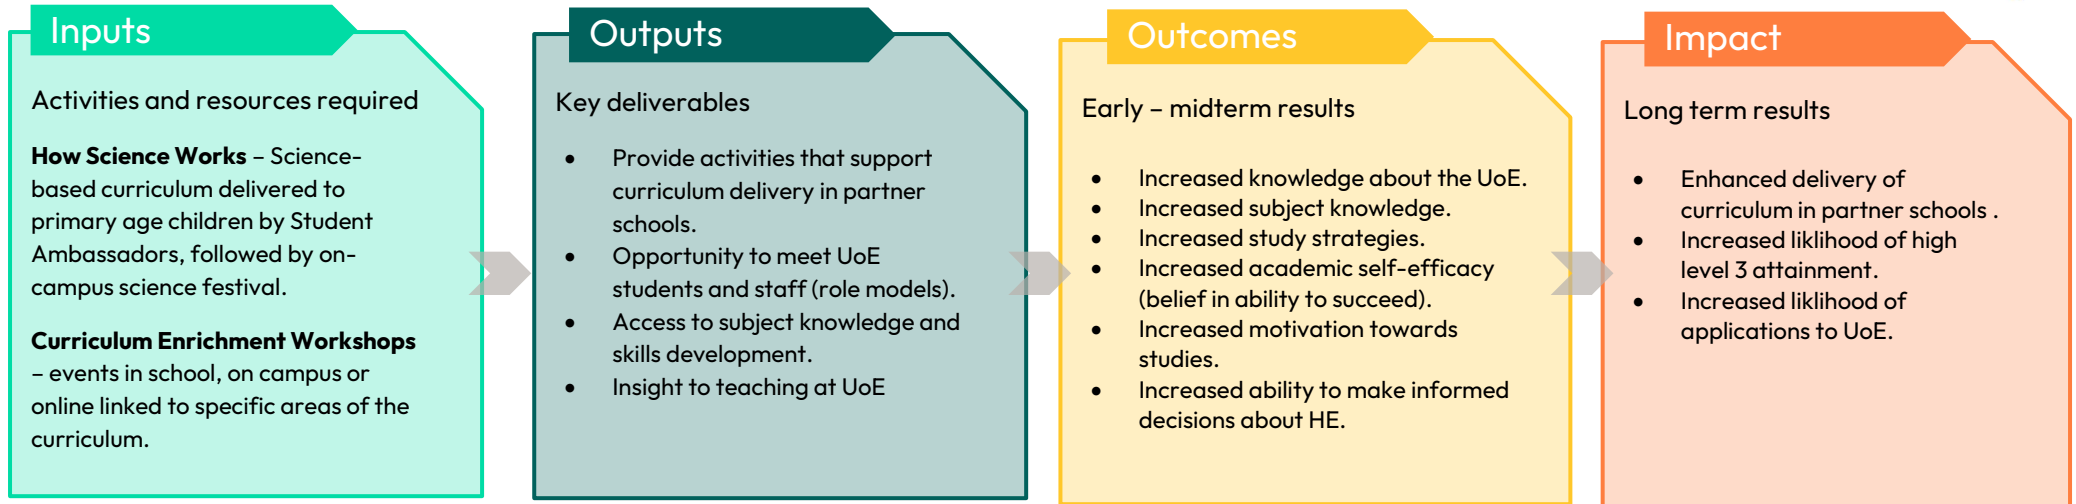 Inputs
Activities and resources required
How Science Works – Science-
based curriculum delivered to
primary age children by Student
Ambassadors, followed by on-
campus science festival.
Curriculum Enrichment Workshops
– events in school, on campus or
online linked to specific areas of the
curriculum.
Outputs
Key deliverables
• Provide activities that support
curriculum delivery in partner
schools.
• Opportunity to meet UoE
students and staff (role models).
• Access to subject knowledge and
skills development.
• Insight to teaching at UoE
Outcomes
Early – midterm results
• Increased knowledge about the UoE.
• Increased subject knowledge.
• Increased study strategies.
• Increased academic self-efficacy
(belief in ability to succeed).
• Increased motivation towards
studies.
• Increased ability to make informed
decisions about HE.
Impact
Long term results
• Enhanced delivery of
curriculum in partner schools .
• Increased liklihood of high
level 3 attainment.
• Increased liklihood of
applications to UoE.